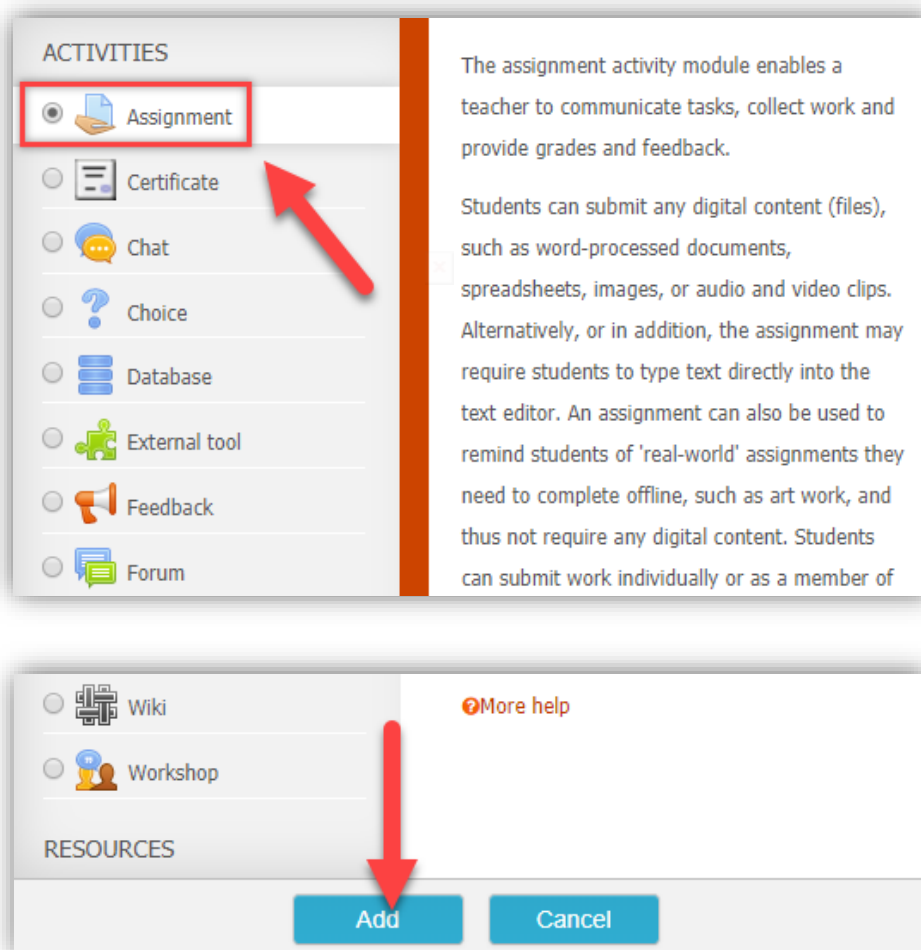 ACTIVITIES
Assignment
Certificate
Chat
Choice
Database
External tool
Feedback
Forum
The assignment activity module enables a
teacher to communicate tasks, collect work and
provide grades and feedback.
Students can submit any digital content (files),
such as word-processed documents,
spreadsheets, images, or audio and video clips.
Alternatively, or in addition, the assignment may
require students to type text directly into the
text editor. An assignment can also be used to
remind students of 'real-world' assignments they
need to complete offline, such as art work, and
thus not require any digital content. Students
can submit work individually or as a member of
Wiki
Workshop
RESOURCES
More help
Add
Cancel